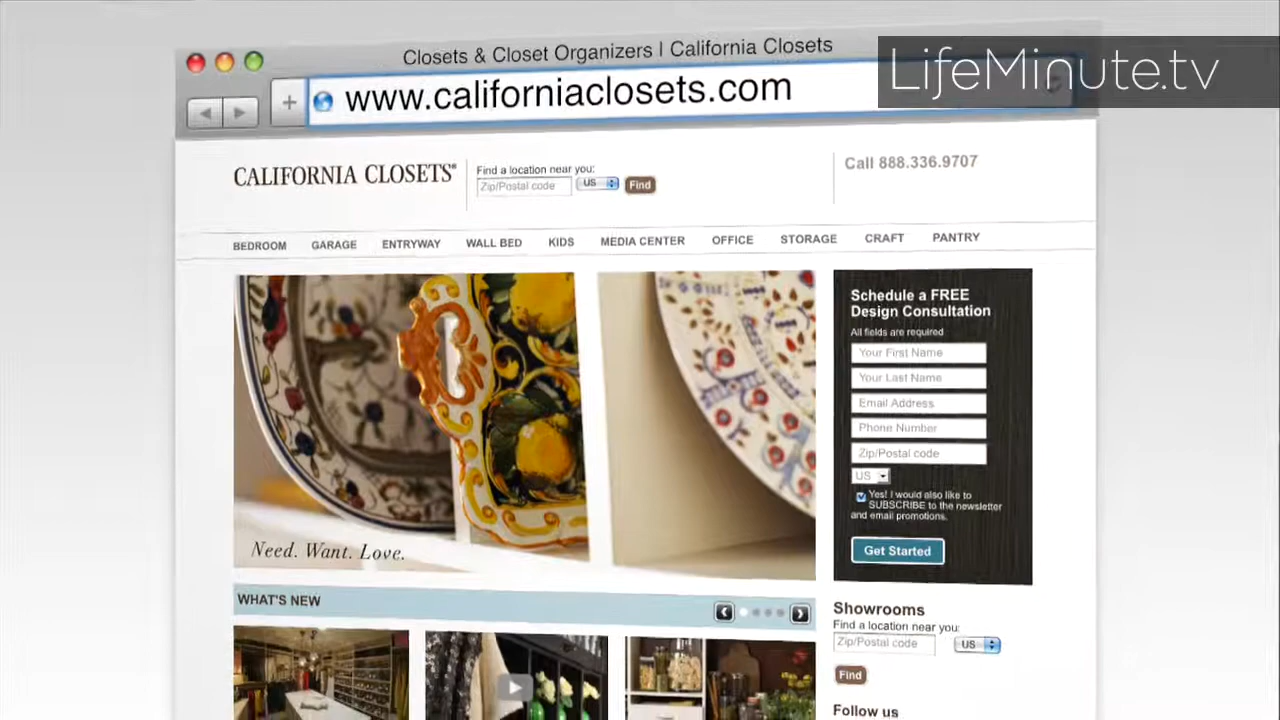 Closets & Closet Organizers | California Closets
LifeMinute.tv
www.californiaclosets.com
CALIFORNIA CLOSETS®
Find a location near you:
Zip/Postal code US Find
Call 888.336.9707
BEDROOM GARAGE ENTRYWAY WALL BED KIDS MEDIA CENTER OFFICE STORAGE CRAFT PANTRY
Need. Want. Love.
Schedule a FREE
Design Consultation
All fields are required
Your First Name
Your Last Name
Email Address
Phone Number
Zip/Postal code
US
Yes! I would also like to
SUBSCRIBE to the newsletter
and email promotions.
Get Started
WHAT'S NEW
Showrooms
Find a location near you:
Zip/Postal code US
Find
Follow us